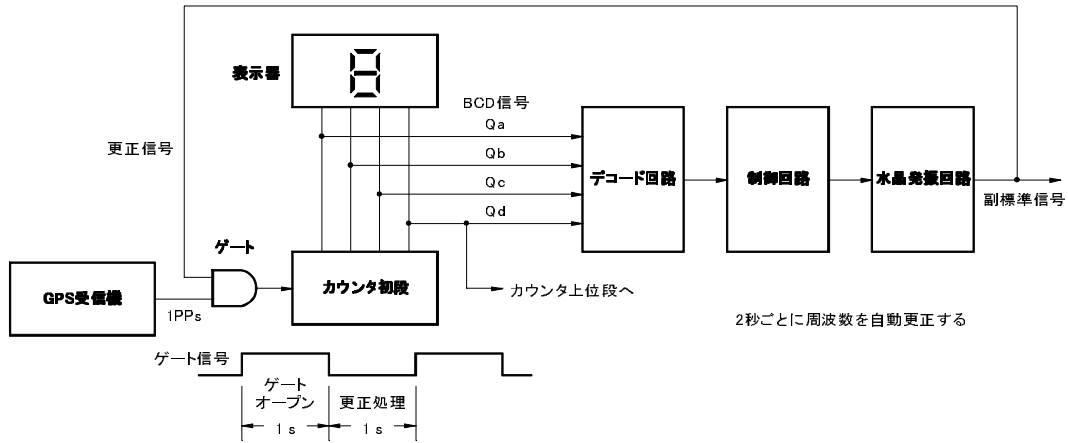 表示器
BCD信号
Qa
Qb
Qc
Qd
更正信号
デコード回路
制御回路
水晶発振回路
副標準信号
ゲート
GPS受信機
1PPs
カウンタ初段
カウンタ上位段へ
2秒ごとに周波数を自動更正する
ゲート信号
ゲート
オープン
更正処理
1 s
1 s